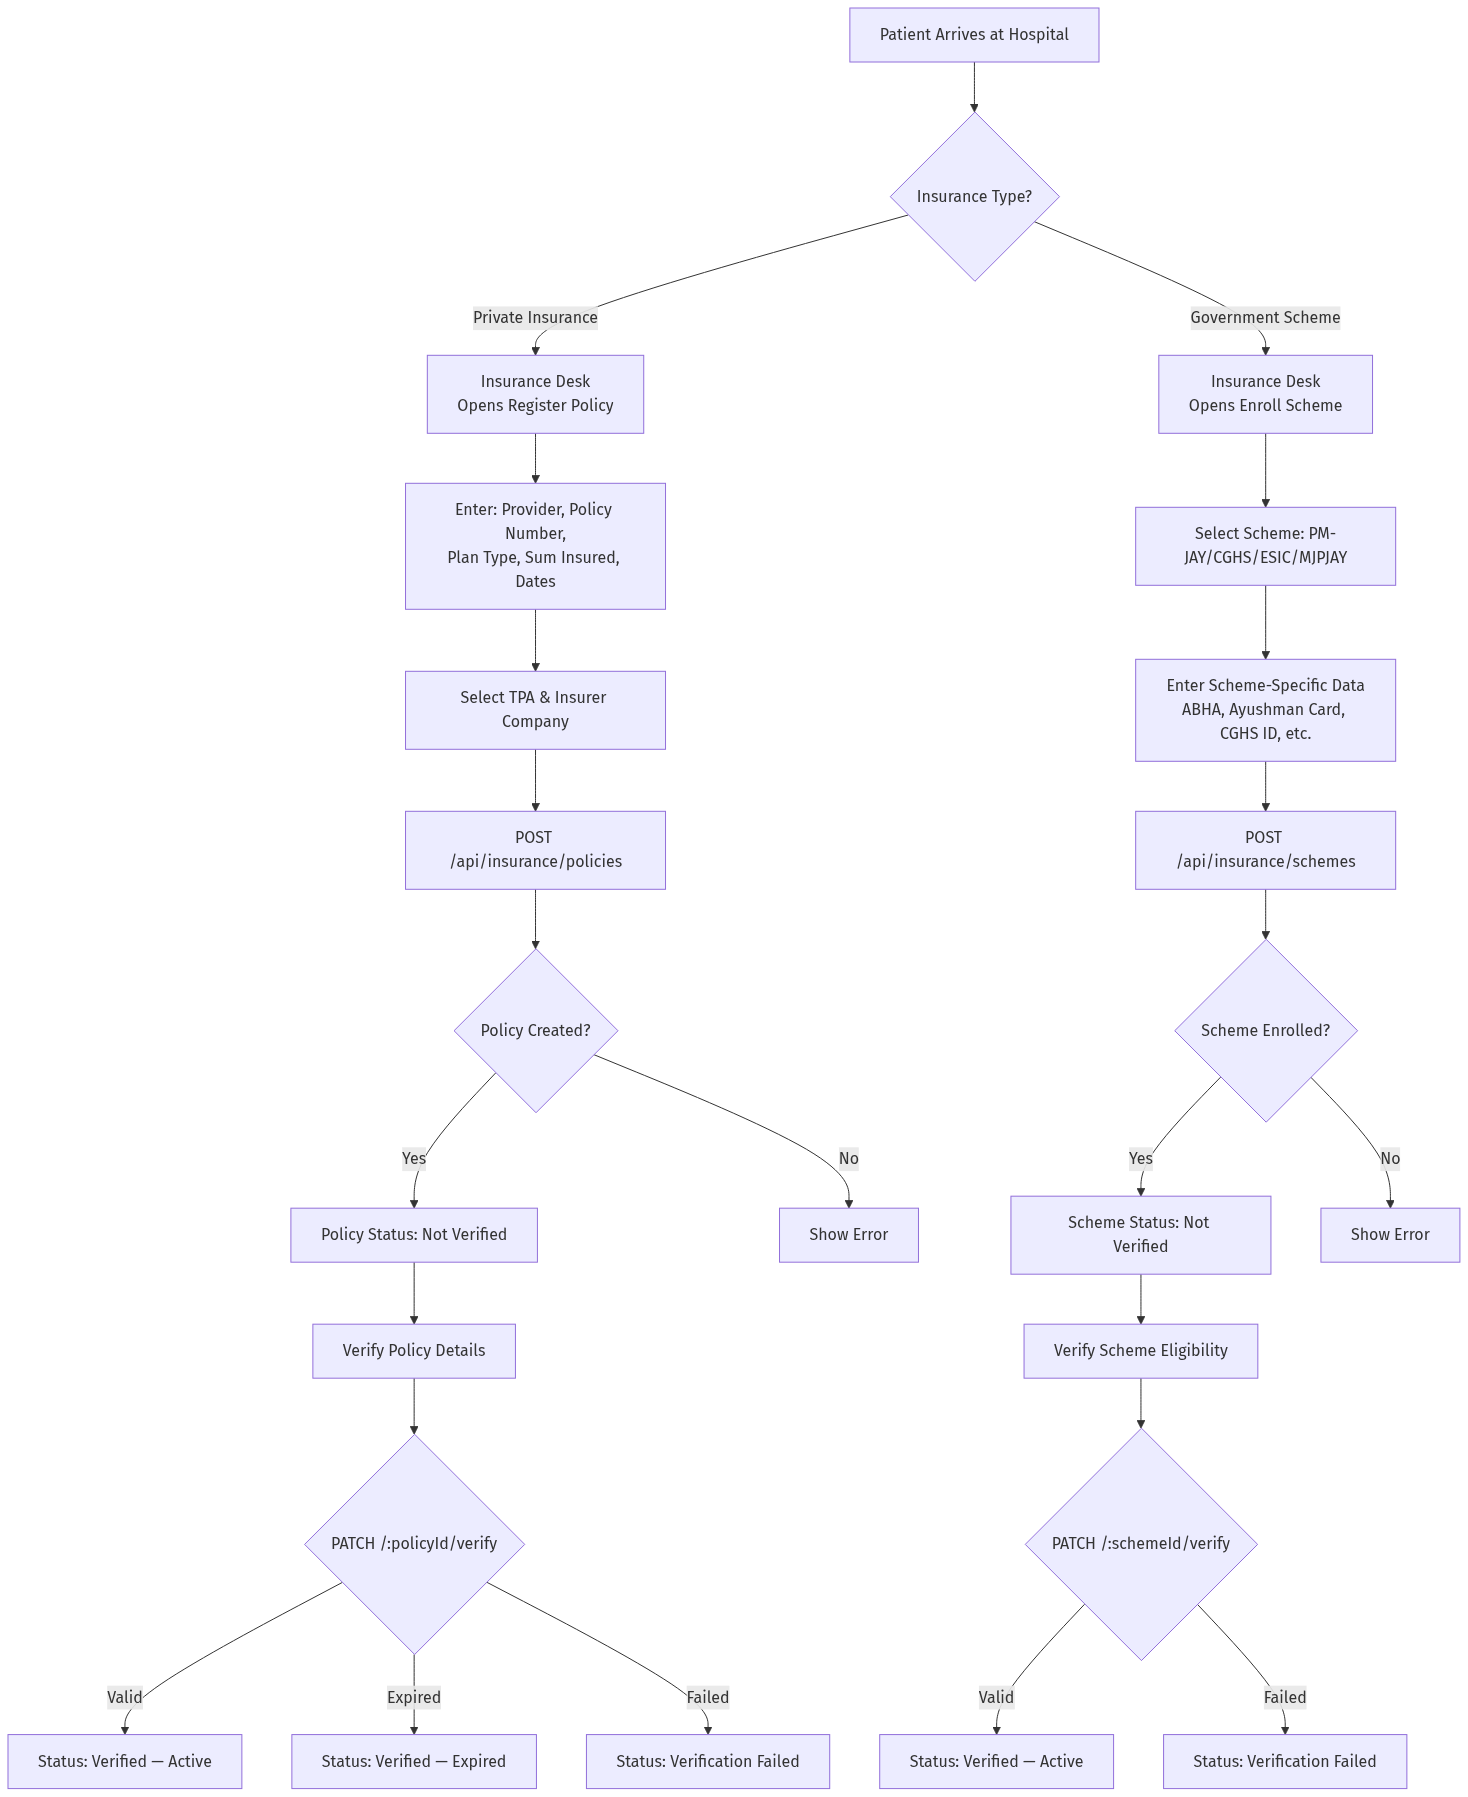 Patient Arrives at Hospital
Insurance Type?
Private Insurance
Government Scheme
Insurance Desk
Opens Register Policy
Insurance Desk
Opens Enroll Scheme
Enter: Provider, Policy
Number,
Plan Type, Sum Insured,
Dates
Select Scheme: PM-
JAY/CGHS/ESIC/MJPJAY
Select TPA & Insurer
Company
Enter Scheme-Specific Data
ABHA, Ayushman Card,
CGHS ID, etc.
POST
/api/insurance/policies
POST
/api/insurance/schemes
Policy Created?
Scheme Enrolled?
Yes
No
Yes
No
Policy Status: Not Verified
Show Error
Scheme Status: Not
Verified
Show Error
Verify Policy Details
Verify Scheme Eligibility
PATCH /:policyId/verify
PATCH /:schemeId/verify
Valid
Expired
Failed
Valid
Failed
Status: Verified — Active
Status: Verified — Expired
Status: Verification Failed
Status: Verified — Active
Status: Verification Failed